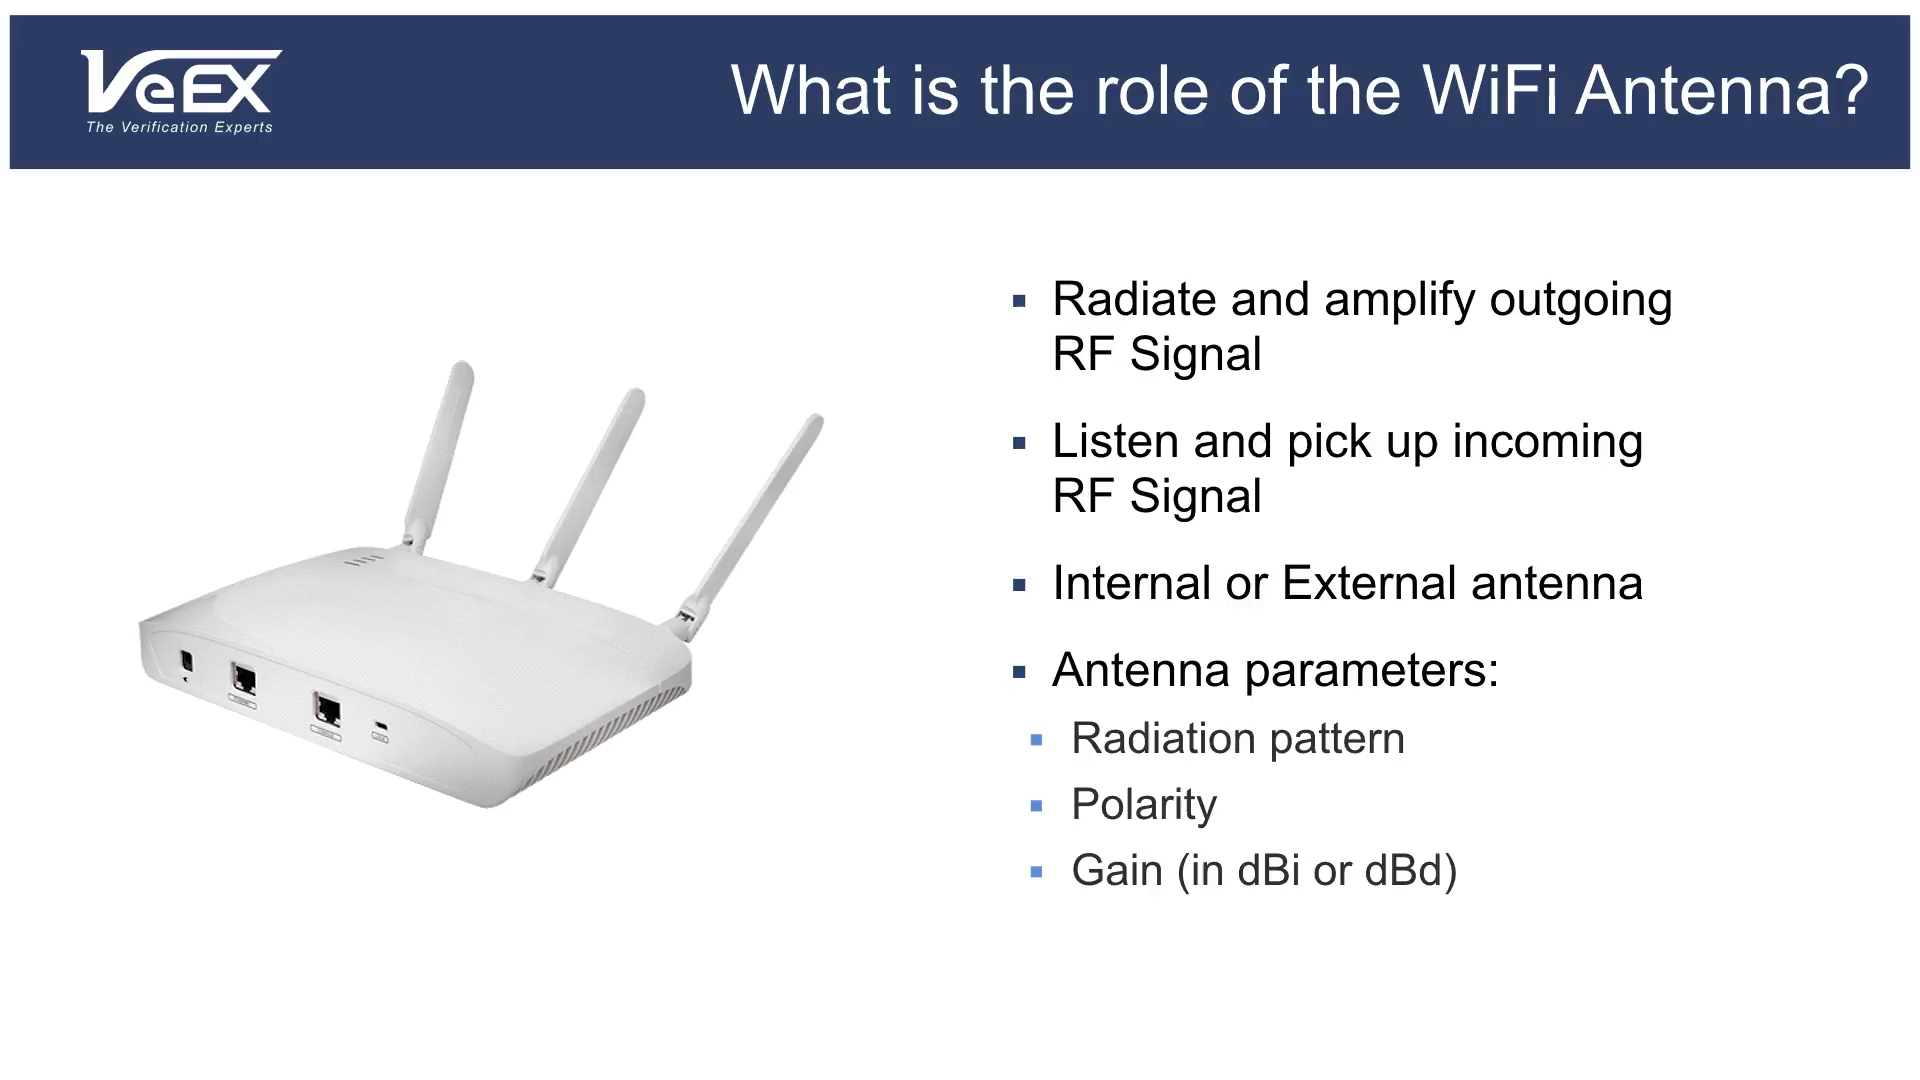 VeEX
The Verification Experts
What is the role of the WiFi Antenna?
Radiate and amplify outgoing
RF Signal
Listen and pick up incoming
RF Signal
Internal or External antenna
Antenna parameters:
Radiation pattern
Polarity
Gain (in dBi or dBd)